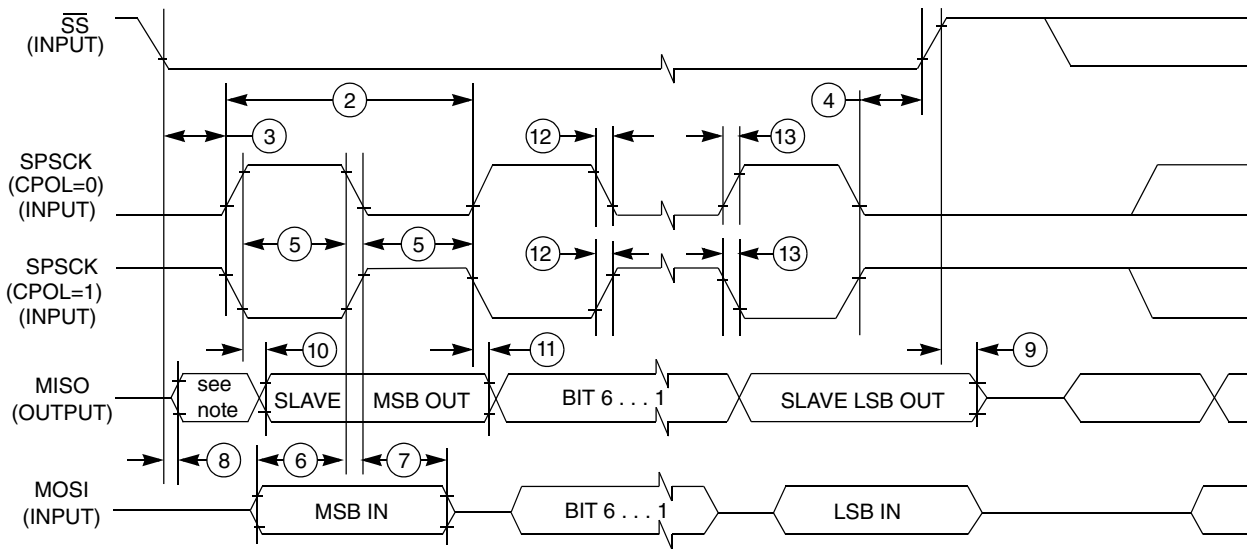 SS
(INPUT)
2
4
3
12
13
SPSCK
(CPOL=0)
(INPUT)
5
5
12
13
SPSCK
(CPOL=1)
(INPUT)
10
11
9
MISO
(OUTPUT)
see
note
SLAVE
MSB OUT
BIT 6 . . . 1
SLAVE LSB OUT
8
6
7
MOSI
(INPUT)
MSB IN
BIT 6 . . . 1
LSB IN